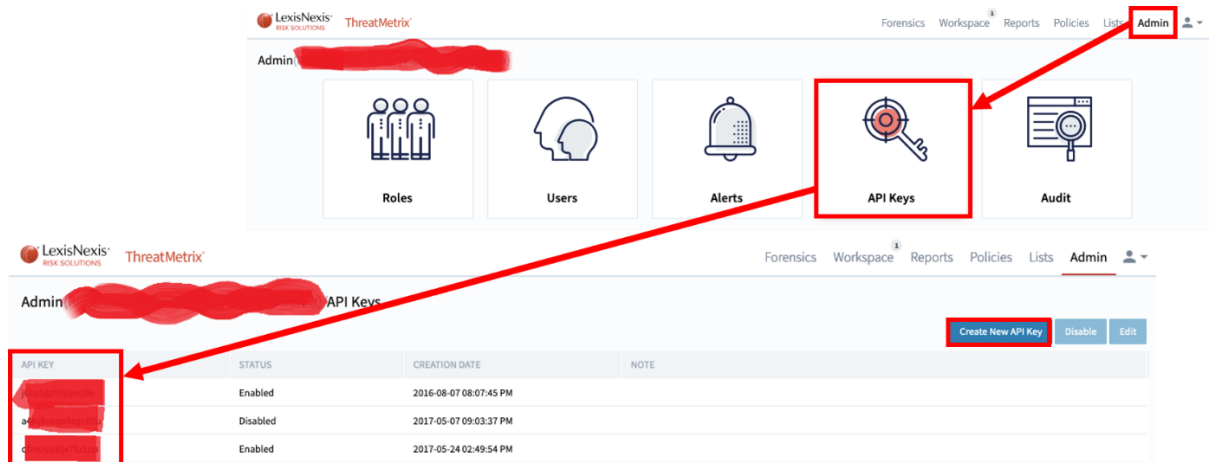 LexisNexis RISK SOLUTIONS ThreatMetrix Forensics Workspace 1 Reports Policies Lists Admin
Admin
Roles Users Alerts API Keys Audit
LexisNexis RISK SOLUTIONS ThreatMetrix Forensics Workspace 1 Reports Policies Lists Admin
Admin API Keys
Create New API Key Disable Edit
API KEY STATUS CREATION DATE NOTE
Enabled 2016-08-07 08:07:45 PM
Disabled 2017-05-07 09:03:37 PM
Enabled 2017-05-24 02:49:54 PM